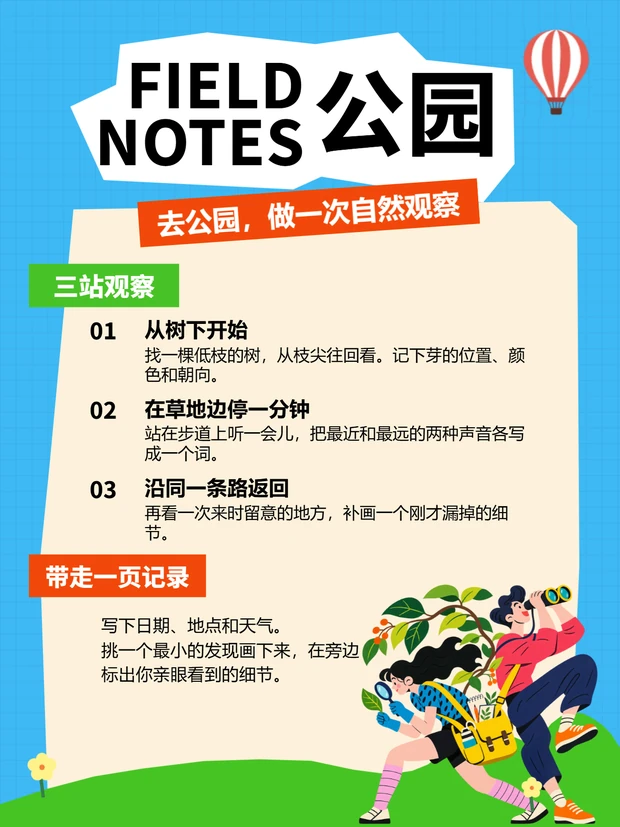 FIELD
NOTES
公园
去公园，做一次自然观察
三站观察
01
从树下开始
找一棵低枝的树，从枝尖往回看。记下芽的位置、颜
色和朝向。
02
在草地边停一分钟
站在步道上听一会儿，把最近和最远的两种声音各写
成一个词。
03
沿同一条路返回
再看一次来时留意的地方，补画一个刚才漏掉的细
节。
带走一页记录
写下日期、地点和天气。
挑一个最小的发现画下来，在旁边
标出你亲眼看到的细节。